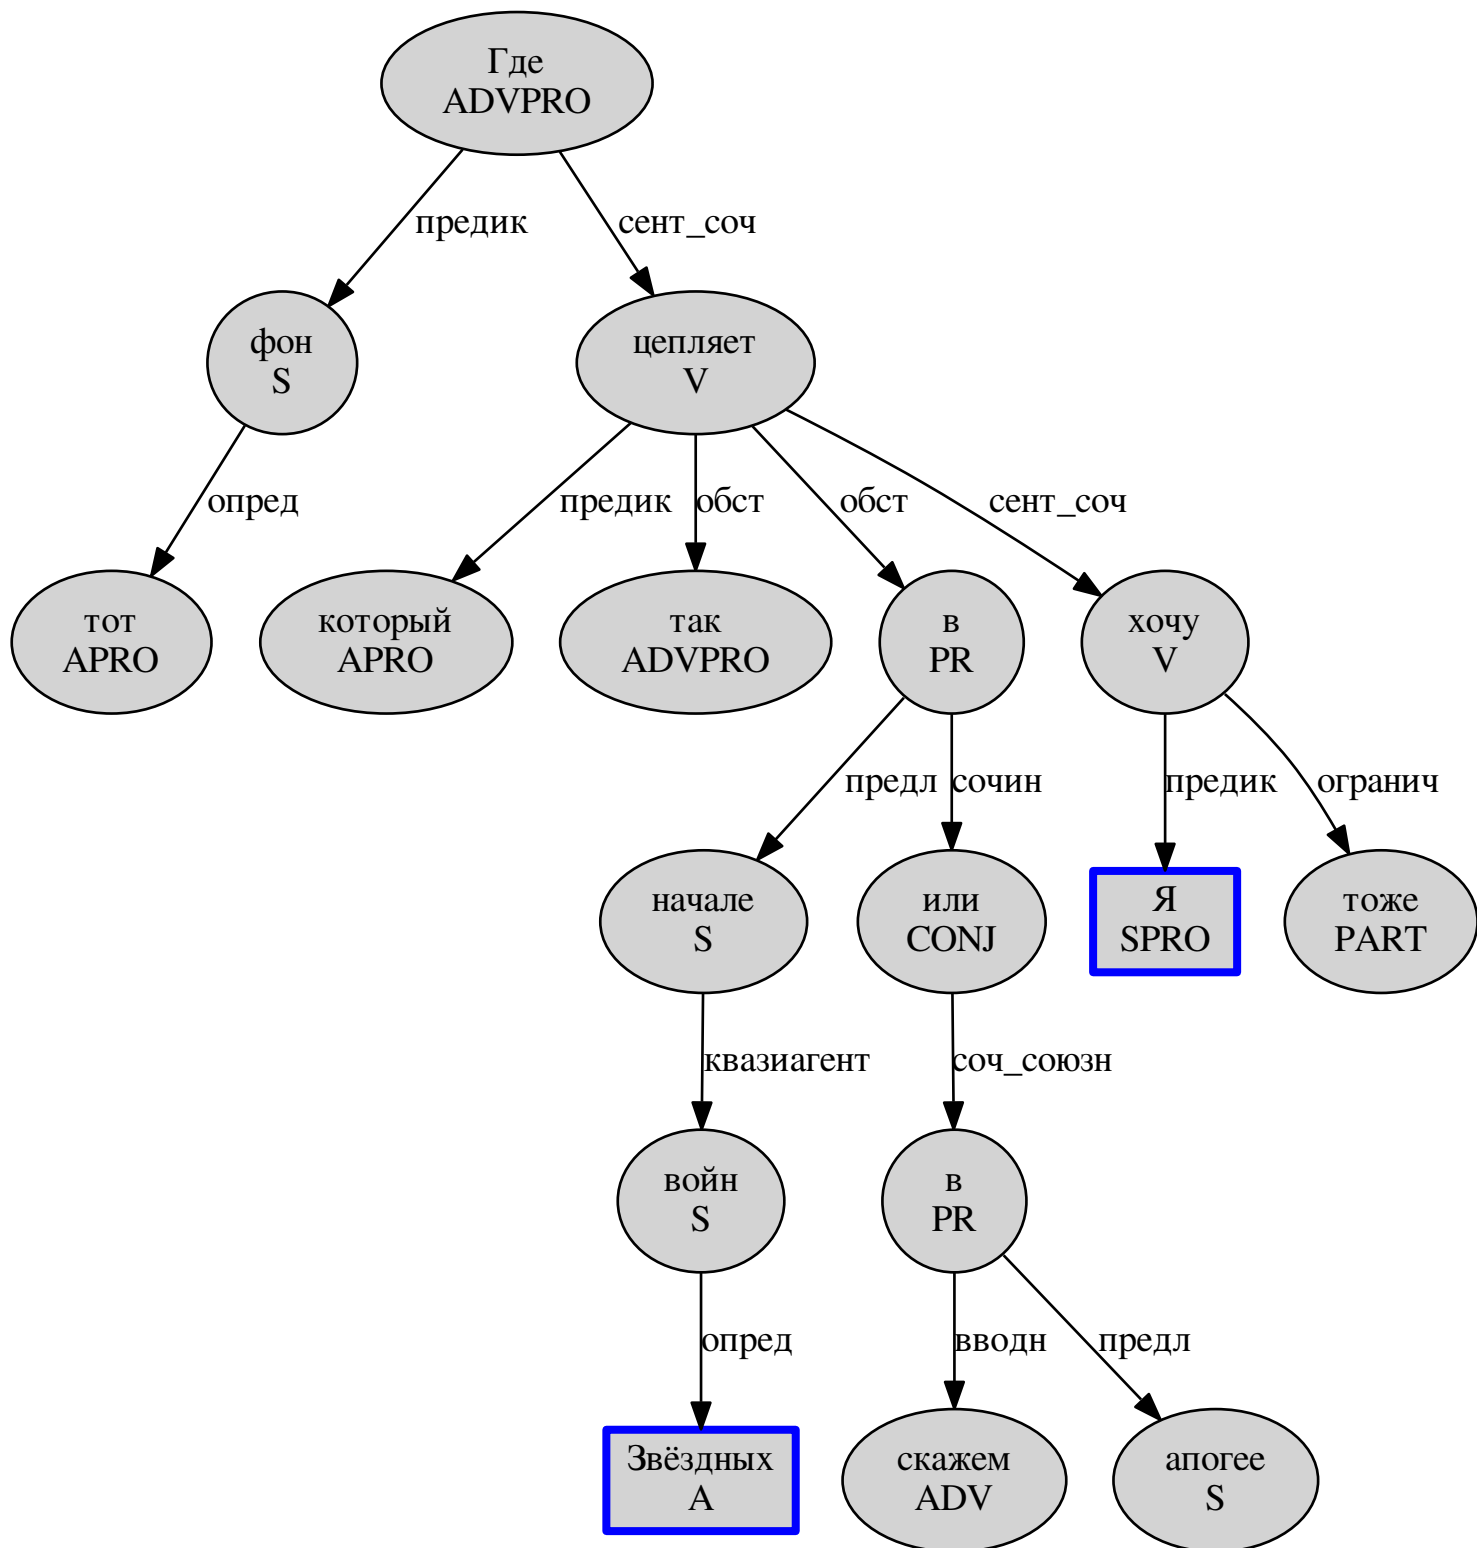 Где
ADVPRO
предик
сент_соч
фон
S
цепляет
V
опред
предик
обст
обст
сент_соч
тот
APRO
который
APRO
так
ADVPRO
в
PR
хочу
V
предл
сочин
предик
огранич
начале
S
или
CONJ
Я
SPRO
тоже
PART
квазиагент
соч_союзн
войн
S
в
PR
опред
вводн
предл
Звёздных
A
скажем
ADV
апогее
S